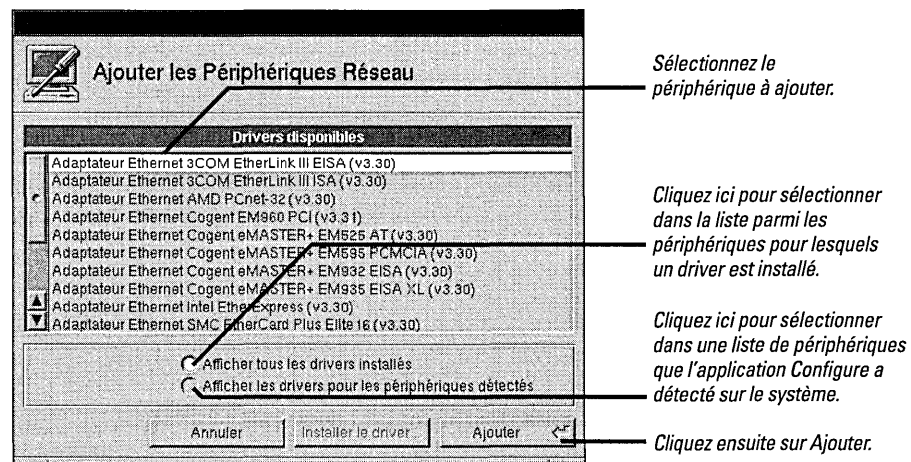 Ajouter les Périphériques Réseau
Drivers disponibles
Adaptateur Ethernet 3COM EtherLink III EISA (v3.30)
Adaptateur Ethernet 3COM EtherLink III ISA (v3.30)
Adaptateur Ethernet AMD PCnet-32 (v3.30)
Adaptateur Ethernet Cogent EM960 PCI (v3.31)
Adaptateur Ethernet Cogent eMASTER+ EM525 AT (v3.30)
Adaptateur Ethernet Cogent eMASTER+ EM595 PCMCIA (v3.30)
Adaptateur Ethernet Cogent eMASTER+ EM932 EISA (v3.30)
Adaptateur Ethernet Cogent eMASTER+ EM935 EISA XL (v3.30)
Adaptateur Ethernet Intel EtherExpress (v3.30)
Adaptateur Ethernet SMC EtherCard Plus Elite 16 (v3.30)
Afficher tous les drivers installés
Afficher les drivers pour les périphériques détectés
Annuler
Installer le driver...
Ajouter
Sélectionnez le
périphérique à ajouter.
Cliquez ici pour sélectionner
dans la liste parmi les
périphériques pour lesquels
un driver est installé.
Cliquez ici pour sélectionner
dans une liste de périphériques
que l'application Configure a
détecté sur le système.
Cliquez ensuite sur Ajouter.